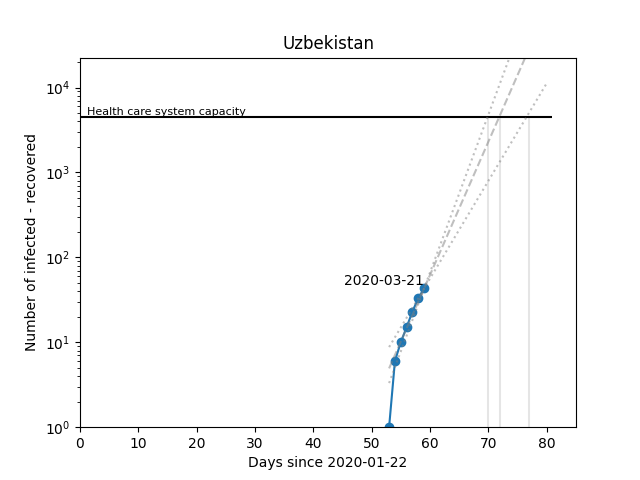 Uzbekistan
Number of infected - recovered
10^4
10^3
10^2
10^1
10^0
Health care system capacity
2020-03-21
0 10 20 30 40 50 60 70 80
Days since 2020-01-22